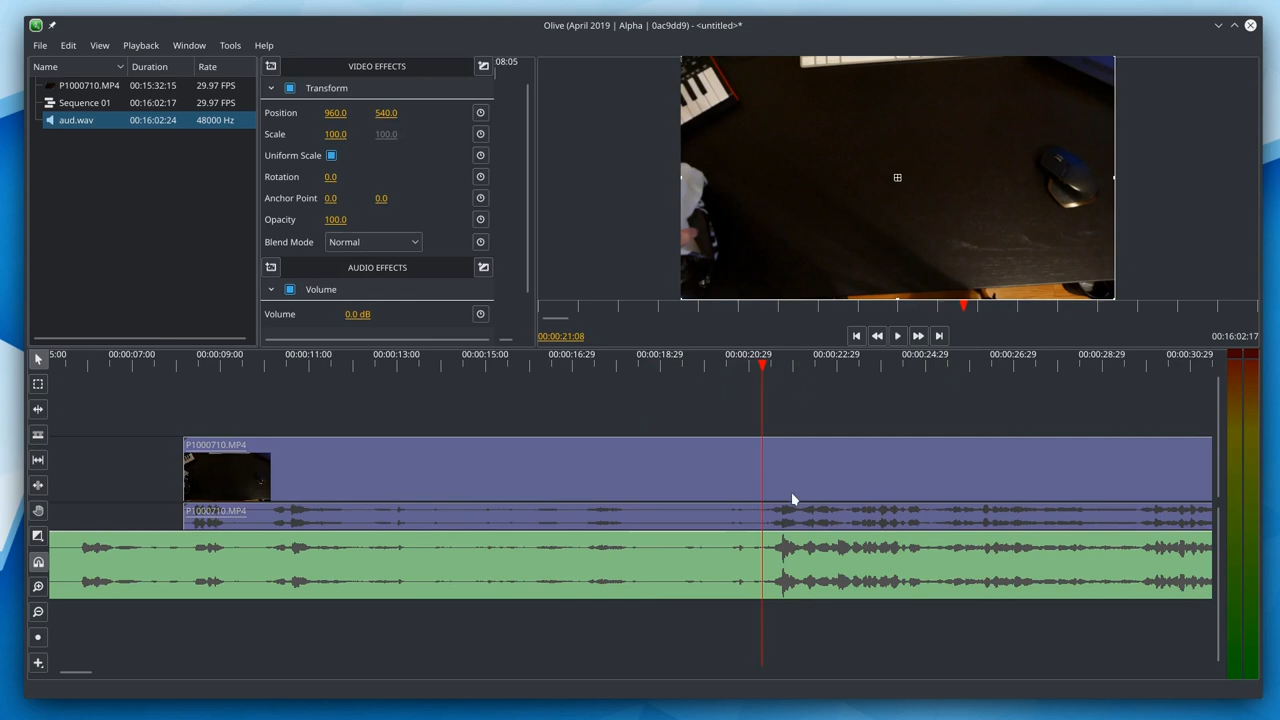 Olive (April 2019 | Alpha | 0ac9dd9) - <untitled>*
File Edit View Playback Window Tools Help
Name Duration Rate
P1000710.MP4 00:15:32:15 29.97 FPS
Sequence 01 00:16:02:17 29.97 FPS
aud.wav 00:16:02:24 48000 Hz
VIDEO EFFECTS
Transform
Position 960.0 540.0
Scale 100.0 100.0
Uniform Scale
Rotation 0.0
Anchor Point 0.0 0.0
Opacity 100.0
Blend Mode Normal
AUDIO EFFECTS
Volume
Volume 0.0 dB
08:05
00:00:21:08
00:16:02:17
5:00 00:00:07:00 00:00:09:00 00:00:11:00 00:00:13:00 00:00:15:00 00:00:16:29 00:00:18:29 00:00:20:29 00:00:22:29 00:00:24:29 00:00:26:29 00:00:28:29 00:00:30:29
P1000710.MP4
P1000710.MP4